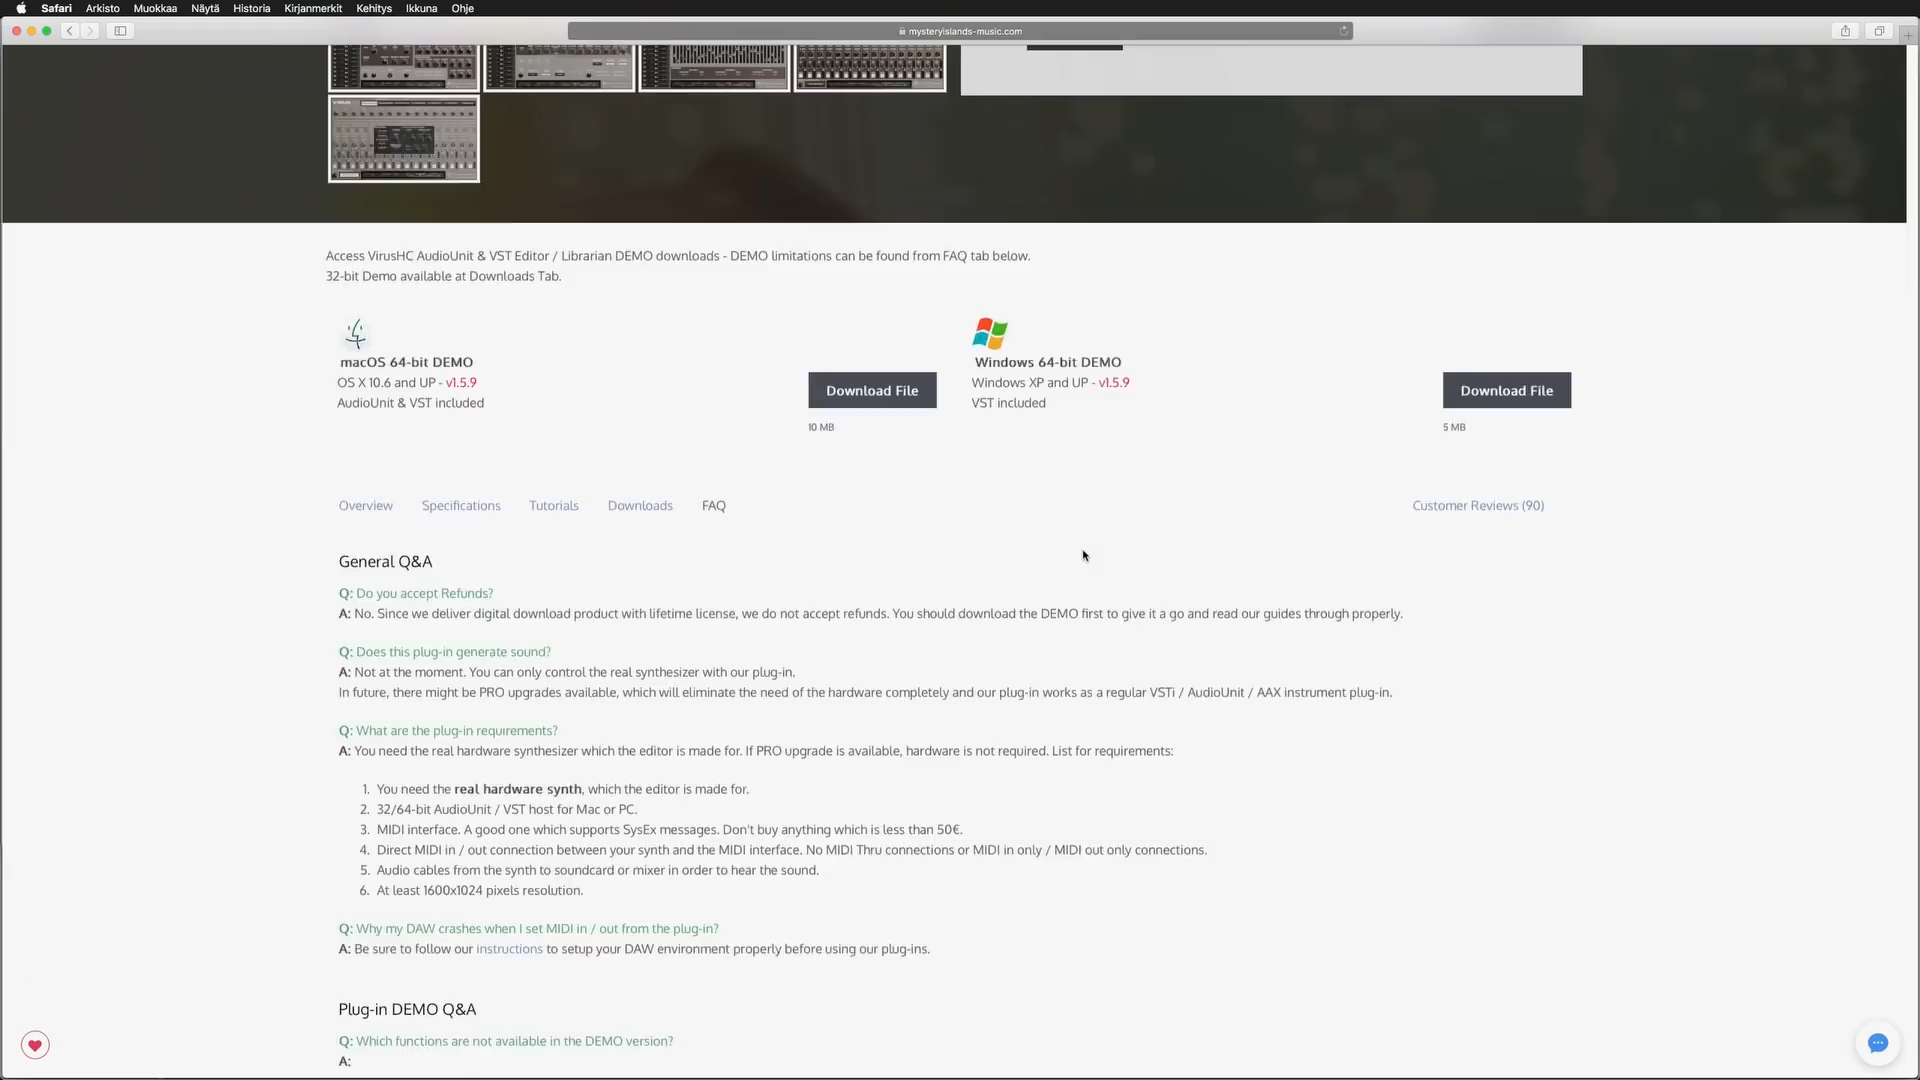 Safari Arkisto Muokkaa Näytä Historia Kirjanmerkit Kehitys Ikkuna Ohje
mysteryislands-music.com
Access VirusHC AudioUnit & VST Editor / Librarian DEMO downloads - DEMO limitations can be found from FAQ tab below.
32-bit Demo available at Downloads Tab.
macOS 64-bit DEMO
OS X 10.6 and UP - v1.5.9
AudioUnit & VST included
Download File
10 MB
Windows 64-bit DEMO
Windows XP and UP - v1.5.9
VST included
Download File
5 MB
Overview Specifications Tutorials Downloads FAQ Customer Reviews (90)
General Q&A
Q: Do you accept Refunds?
A: No. Since we deliver digital download product with lifetime license, we do not accept refunds. You should download the DEMO first to give it a go and read our guides through properly.
Q: Does this plug-in generate sound?
A: Not at the moment. You can only control the real synthesizer with our plug-in.
In future, there might be PRO upgrades available, which will eliminate the need of the hardware completely and our plug-in works as a regular VSTi / AudioUnit / AAX instrument plug-in.
Q: What are the plug-in requirements?
A: You need the real hardware synthesizer which the editor is made for. If PRO upgrade is available, hardware is not required. List for requirements:
1. You need the real hardware synth, which the editor is made for.
2. 32/64-bit AudioUnit / VST host for Mac or PC.
3. MIDI interface. A good one which supports SysEx messages. Don't buy anything which is less than 50€.
4. Direct MIDI in / out connection between your synth and the MIDI interface. No MIDI Thru connections or MIDI in only / MIDI out only connections.
5. Audio cables from the synth to soundcard or mixer in order to hear the sound.
6. At least 1600x1024 pixels resolution.
Q: Why my DAW crashes when I set MIDI in / out from the plug-in?
A: Be sure to follow our instructions to setup your DAW environment properly before using our plug-ins.
Plug-in DEMO Q&A
Q: Which functions are not available in the DEMO version?
A: